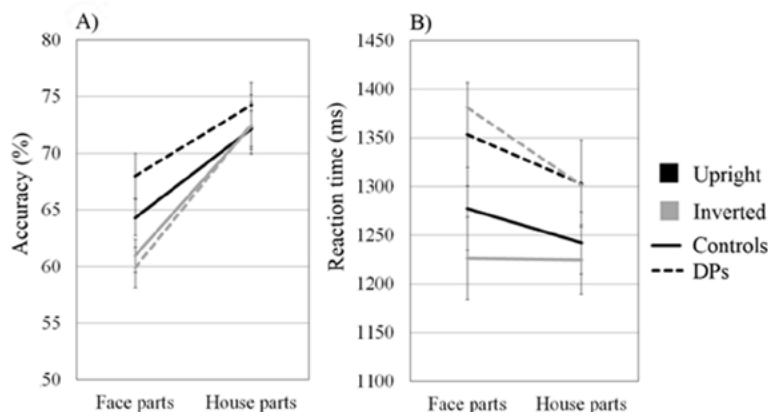 A)
80
75
70
65
60
55
50
Accuracy (%)
Face parts House parts
B)
1450
1400
1350
1300
1250
1200
1150
1100
Reaction time (ms)
Face parts House parts
Upright
Inverted
Controls
DPs